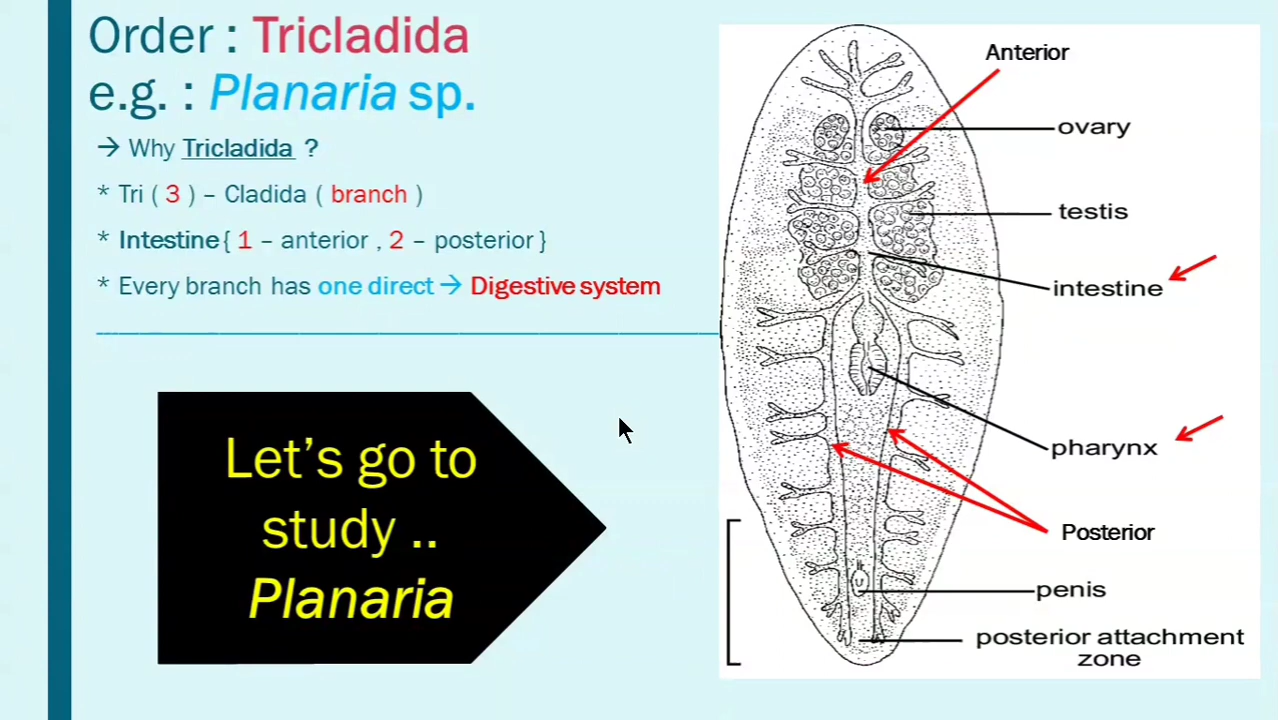 Order : Tricladida
e.g. : Planaria sp.
→ Why Tricladida ?
* Tri ( 3 ) – Cladida ( branch )
* Intestine { 1 – anterior , 2 – posterior }
* Every branch has one direct → Digestive system
Let’s go to
study ..
Planaria
Anterior
ovary
testis
intestine
pharynx
Posterior
penis
posterior attachment
zone